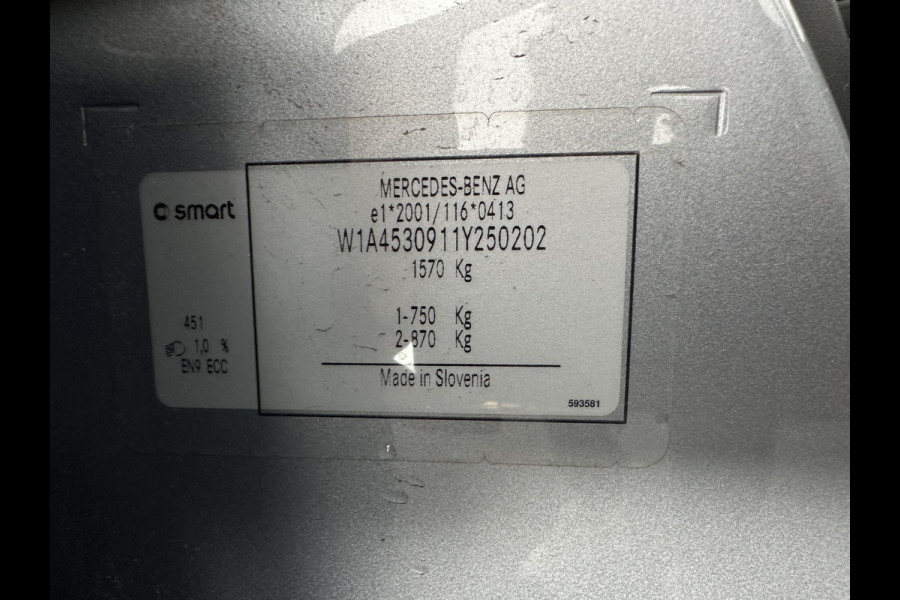 smart
451
1,0 %
EN9 ECC
MERCEDES-BENZ AG
e1*2001/116*0413
W1A4530911Y250202
1570 Kg
1-750 Kg
2-870 Kg
Made in Slovenia
593581